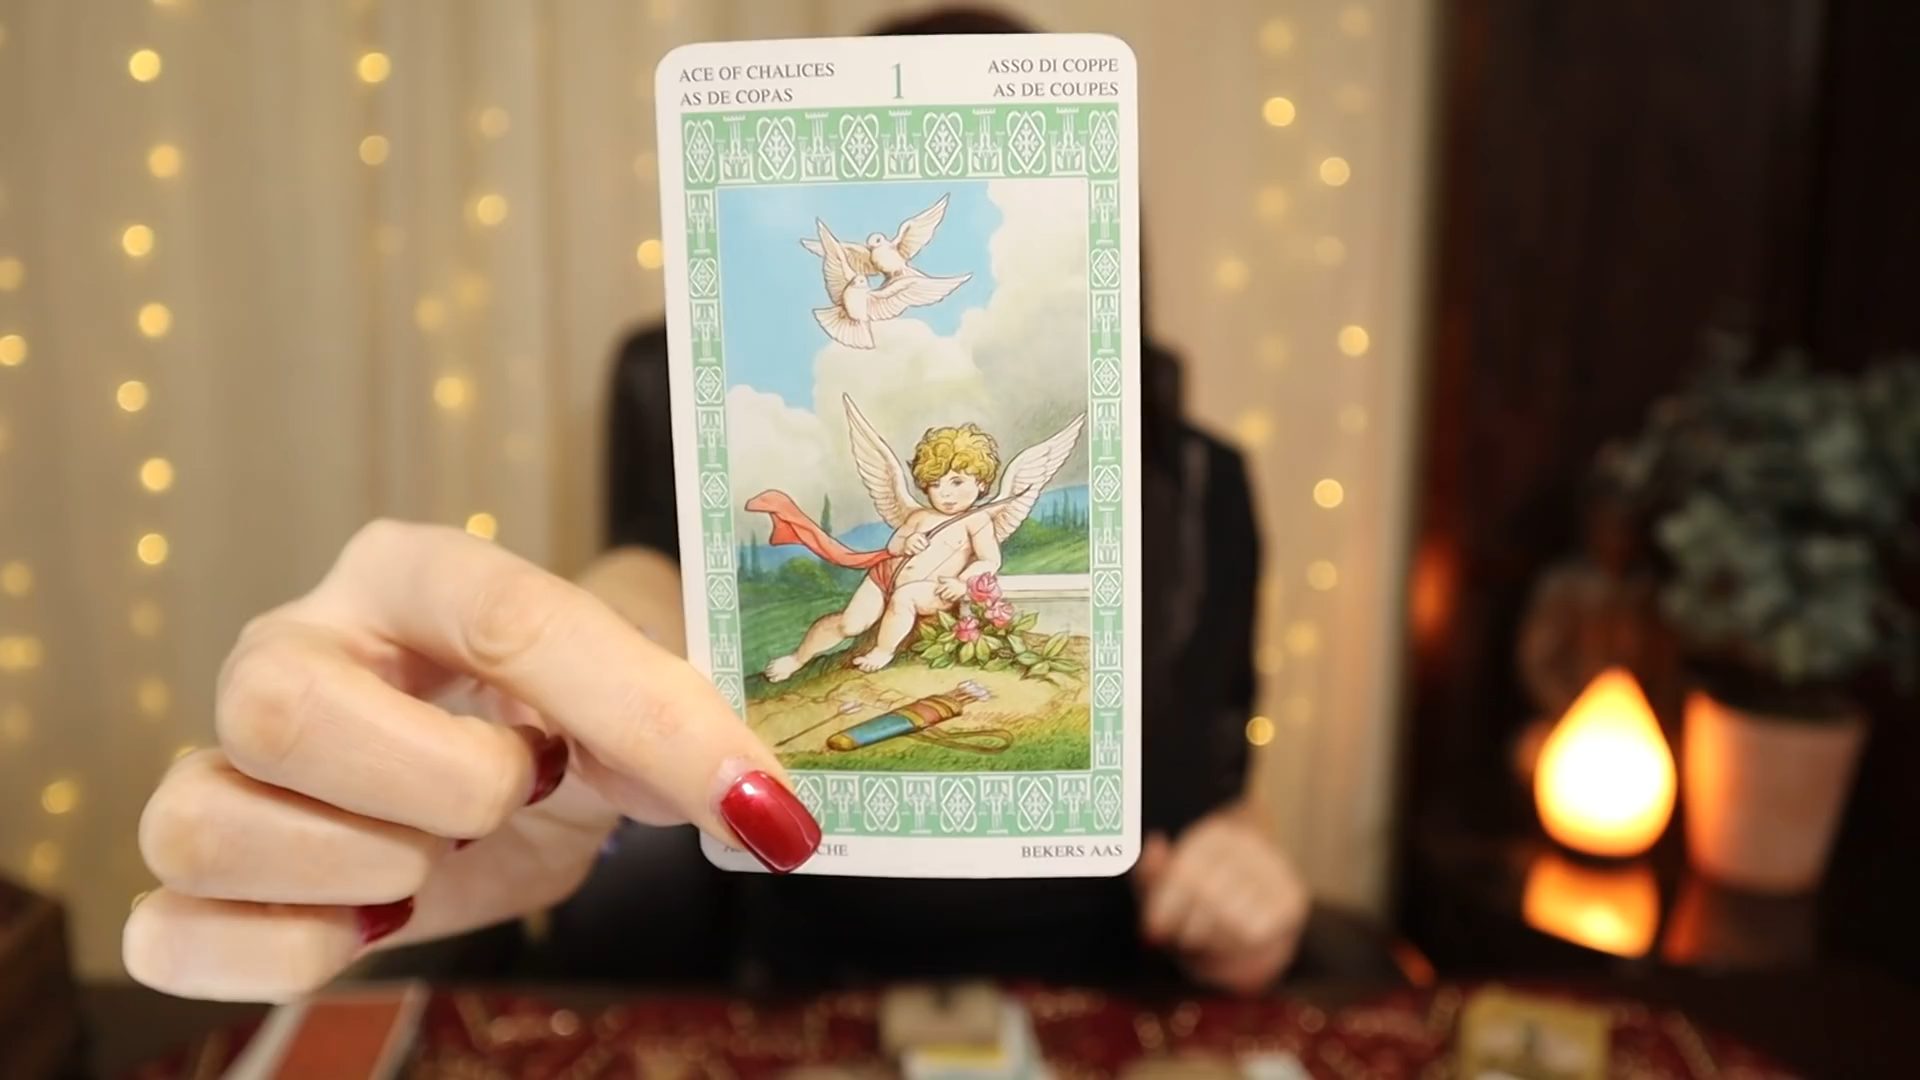 ACE OF CHALICES
AS DE COPAS
1
ASSO DI COPPE
AS DE COUPES
BEKERS AAS